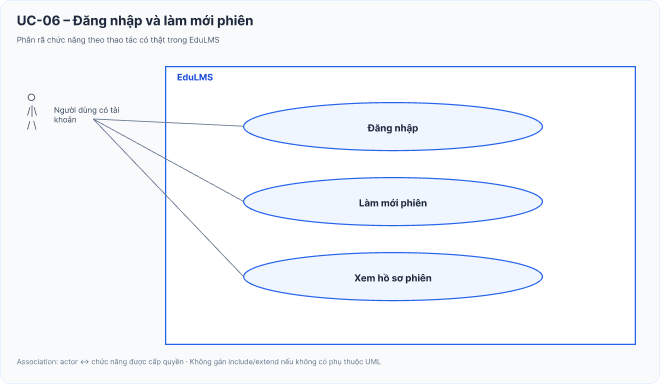 UC-06 – Đăng nhập và làm mới phiên
Phân rã chức năng theo thao tác có thật trong EduLMS
EduLMS
Người dùng có tài
khoản
Đăng nhập
Làm mới phiên
Xem hồ sơ phiên
Association: actor ↔ chức năng được cấp quyền · Không gán include/extend nếu không có phụ thuộc UML